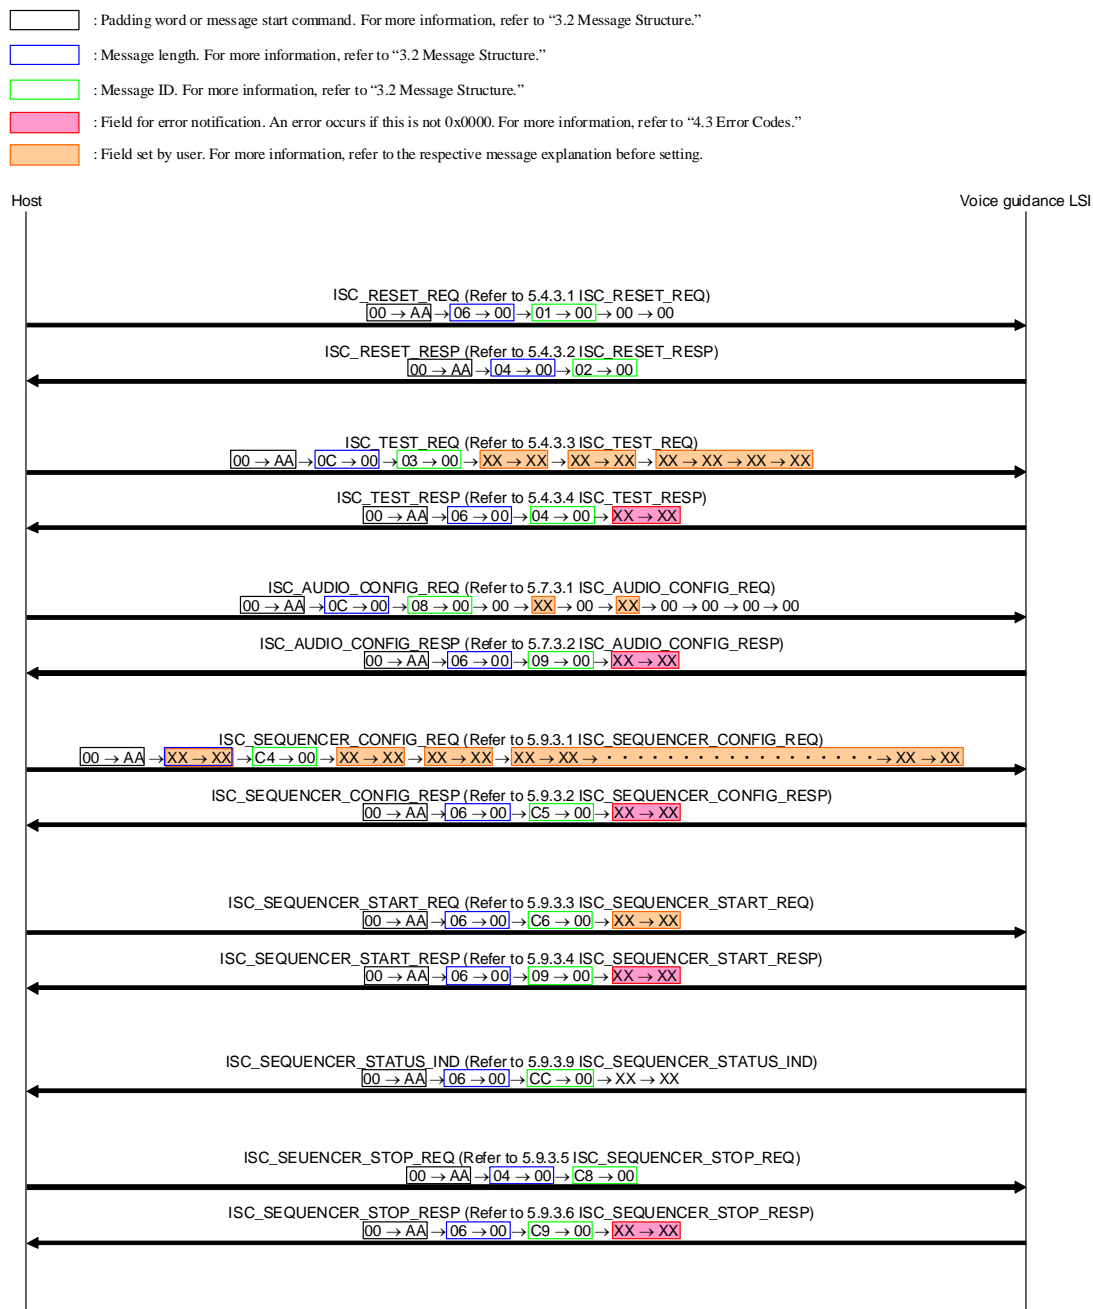 : Padding word or message start command. For more information, refer to “3.2 Message Structure.”
: Message length. For more information, refer to “3.2 Message Structure.”
: Message ID. For more information, refer to “3.2 Message Structure.”
: Field for error notification. An error occurs if this is not 0x0000. For more information, refer to “4.3 Error Codes.”
: Field set by user. For more information, refer to the respective message explanation before setting.
Host
Voice guidance LSI
ISC_RESET_REQ (Refer to 5.4.3.1 ISC_RESET_REQ)
00 → AA → 06 → 00 → 01 → 00 → 00 → 00
ISC_RESET_RESP (Refer to 5.4.3.2 ISC_RESET_RESP)
00 → AA → 04 → 00 → 02 → 00
ISC_TEST_REQ (Refer to 5.4.3.3 ISC_TEST_REQ)
00 → AA → 0C → 00 → 03 → 00 → XX → XX → XX → XX → XX → XX → XX → XX
ISC_TEST_RESP (Refer to 5.4.3.4 ISC_TEST_RESP)
00 → AA → 06 → 00 → 04 → 00 → XX → XX
ISC_AUDIO_CONFIG_REQ (Refer to 5.7.3.1 ISC_AUDIO_CONFIG_REQ)
00 → AA → 0C → 00 → 08 → 00 → 00 → XX → 00 → XX → 00 → 00 → 00 → 00
ISC_AUDIO_CONFIG_RESP (Refer to 5.7.3.2 ISC_AUDIO_CONFIG_RESP)
00 → AA → 06 → 00 → 09 → 00 → XX → XX
ISC_SEQUENCER_CONFIG_REQ (Refer to 5.9.3.1 ISC_SEQUENCER_CONFIG_REQ)
00 → AA → XX → XX → C4 → 00 → XX → XX → XX → XX → XX → XX → · · · · · · · · · · · · · · · · · → XX → XX
ISC_SEQUENCER_CONFIG_RESP (Refer to 5.9.3.2 ISC_SEQUENCER_CONFIG_RESP)
00 → AA → 06 → 00 → C5 → 00 → XX → XX
ISC_SEQUENCER_START_REQ (Refer to 5.9.3.3 ISC_SEQUENCER_START_REQ)
00 → AA → 06 → 00 → C6 → 00 → XX → XX
ISC_SEQUENCER_START_RESP (Refer to 5.9.3.4 ISC_SEQUENCER_START_RESP)
00 → AA → 06 → 00 → 09 → 00 → XX → XX
ISC_SEQUENCER_STATUS_IND (Refer to 5.9.3.9 ISC_SEQUENCER_STATUS_IND)
00 → AA → 06 → 00 → CC → 00 → XX → XX
ISC_SEUENCER_STOP_REQ (Refer to 5.9.3.5 ISC_SEQUENCER_STOP_REQ)
00 → AA → 04 → 00 → C8 → 00
ISC_SEQUENCER_STOP_RESP (Refer to 5.9.3.6 ISC_SEQUENCER_STOP_RESP)
00 → AA → 06 → 00 → C9 → 00 → XX → XX